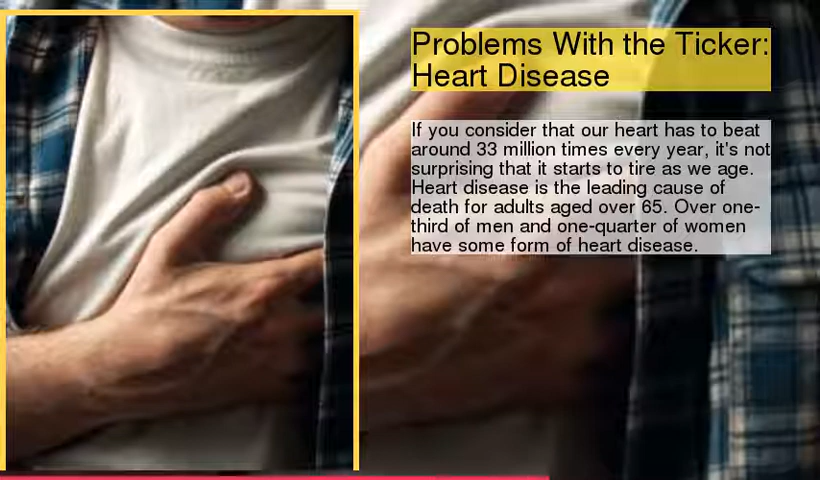 Problems With the Ticker:
Heart Disease
If you consider that our heart has to beat
around 33 million times every year, it's not
surprising that it starts to tire as we age.
Heart disease is the leading cause of
death for adults aged over 65. Over one-
third of men and one-quarter of women
have some form of heart disease.